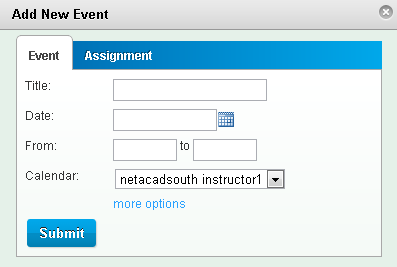 Add New Event
Event Assignment
Title:
Date:
From: to
Calendar: netacadsouth instructor1
more options
Submit